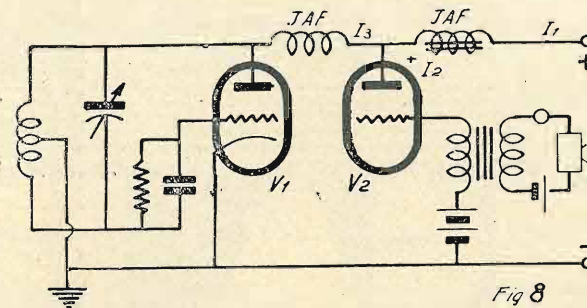 JAF I3 JAF I1
+ I2 +
V1 V2
-
Fig 8